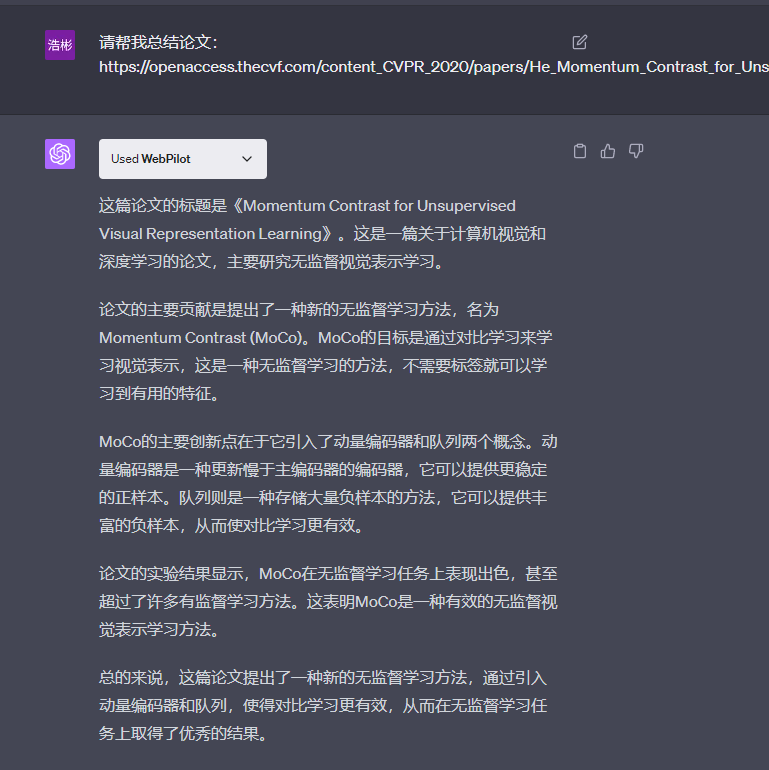 浩彬
请帮我总结论文：
https://openaccess.thecvf.com/content_CVPR_2020/papers/He_Momentum_Contrast_for_Uns
Used WebPilot
这篇论文的标题是《Momentum Contrast for Unsupervised
Visual Representation Learning》。这是一篇关于计算机视觉和
深度学习的论文，主要研究无监督视觉表示学习。
论文的主要贡献是提出了一种新的无监督学习方法，名为
Momentum Contrast (MoCo)。MoCo的目标是通过对比学习来学
习视觉表示，这是一种无监督学习的方法，不需要标签就可以学
习到有用的特征。
MoCo的主要创新点在于它引入了动量编码器和队列两个概念。动
量编码器是一种更新慢于主编码器的编码器，它可以提供更稳定
的正样本。队列则是一种存储大量负样本的方法，它可以提供丰
富的负样本，从而使对比学习更有效。
论文的实验结果显示，MoCo在无监督学习任务上表现出色，甚至
超过了许多有监督学习方法。这表明MoCo是一种有效的无监督视
觉表示学习方法。
总的来说，这篇论文提出了一种新的无监督学习方法，通过引入
动量编码器和队列，使得对比学习更有效，从而在无监督学习任
务上取得了优秀的结果。